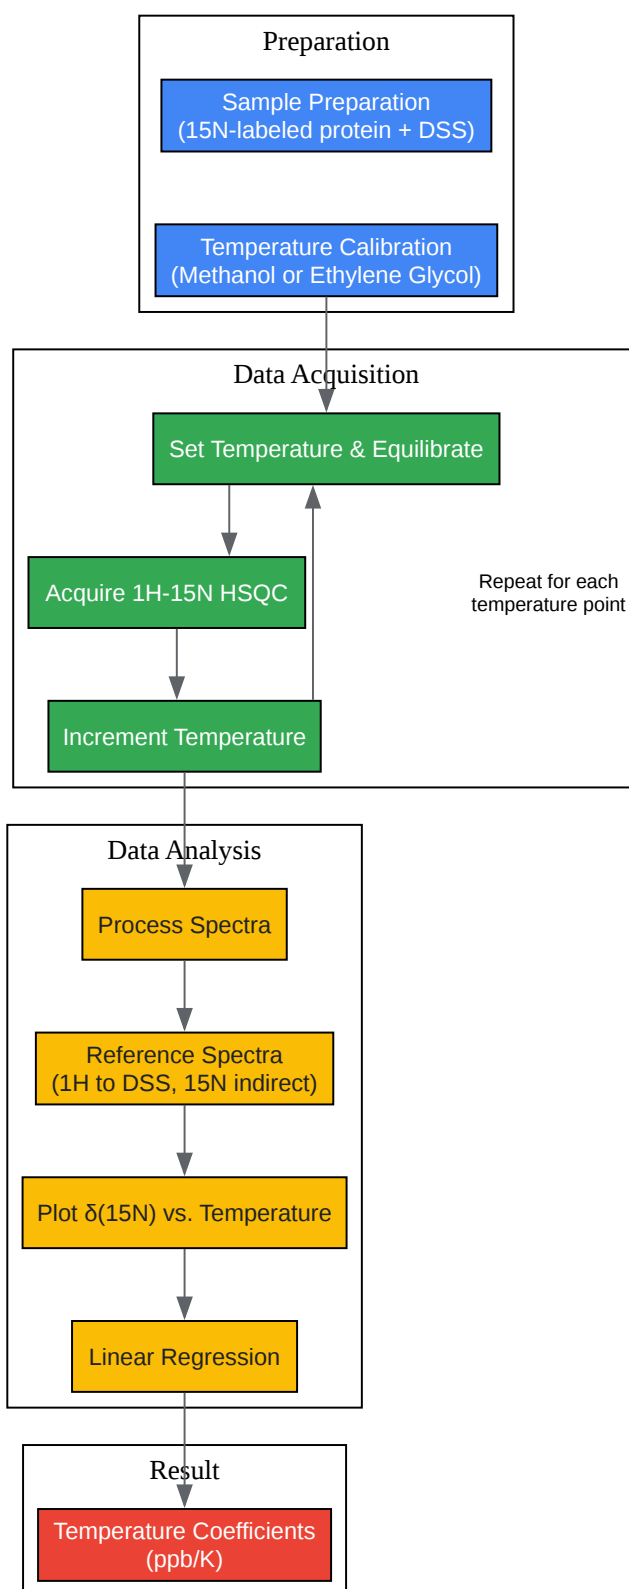 Preparation
Sample Preparation
(15N-labeled protein + DSS)
Temperature Calibration
(Methanol or Ethylene Glycol)
Data Acquisition
Set Temperature & Equilibrate
Acquire 1H-15N HSQC
Repeat for each
temperature point
Increment Temperature
Data Analysis
Process Spectra
Reference Spectra
(1H to DSS, 15N indirect)
Plot δ(15N) vs. Temperature
Linear Regression
Result
Temperature Coefficients
(ppb/K)